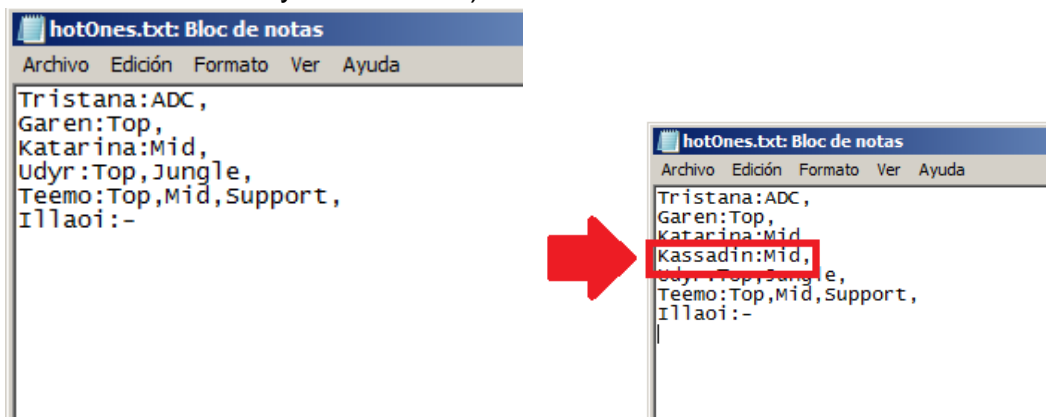 hotOnes.txt: Bloc de notas
Archivo Edición Formato Ver Ayuda
Tristana:ADC,
Garen:Top,
Katarina:Mid,
Udyr:Top,Jungle,
Teemo:Top,Mid,Support,
Illaoi:-
hotOnes.txt: Bloc de notas
Archivo Edición Formato Ver Ayuda
Tristana:ADC,
Garen:Top,
Katarina:Mid
Kassadin:Mid,
Udyr:Top,Jungle,
Teemo:Top,Mid,Support,
Illaoi:-